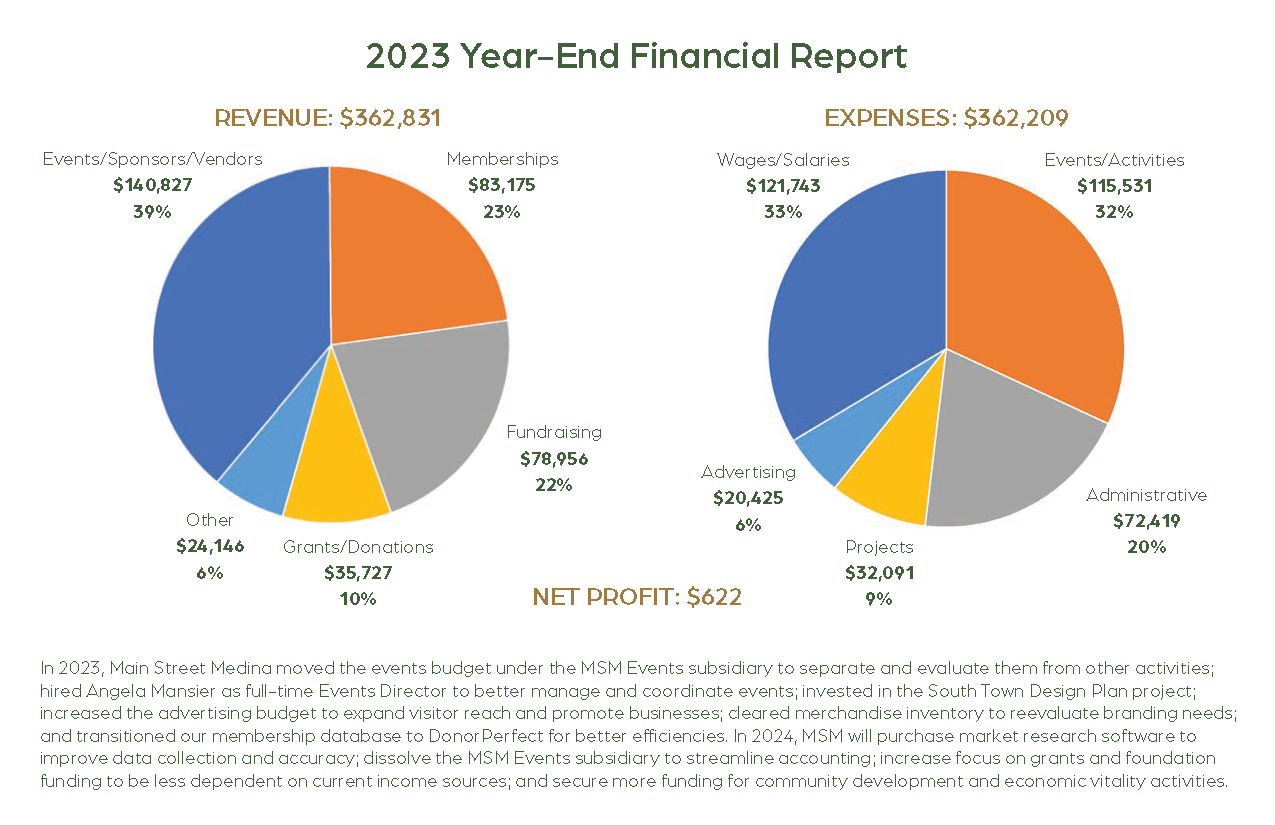 2023 Year-End Financial Report
REVENUE: $362,831
Events/Sponsors/Vendors
$140,827
39%
Memberships
$83,175
23%
Fundraising
$78,956
22%
Other
$24,146
6%
Grants/Donations
$35,727
10%
EXPENSES: $362,209
Wages/Salaries
$121,743
33%
Events/Activities
$115,531
32%
Advertising
$20,425
6%
Administrative
$72,419
20%
Projects
$32,091
9%
NET PROFIT: $622
In 2023, Main Street Medina moved the events budget under the MSM Events subsidiary to separate and evaluate them from other activities;
hired Angela Mansier as full-time Events Director to better manage and coordinate events; invested in the South Town Design Plan project;
increased the advertising budget to expand visitor reach and promote businesses; cleared merchandise inventory to reevaluate branding needs;
and transitioned our membership database to DonorPerfect for better efficiencies. In 2024, MSM will purchase market research software to
improve data collection and accuracy; dissolve the MSM Events subsidiary to streamline accounting; increase focus on grants and foundation
funding to be less dependent on current income sources; and secure more funding for community development and economic vitality activities.